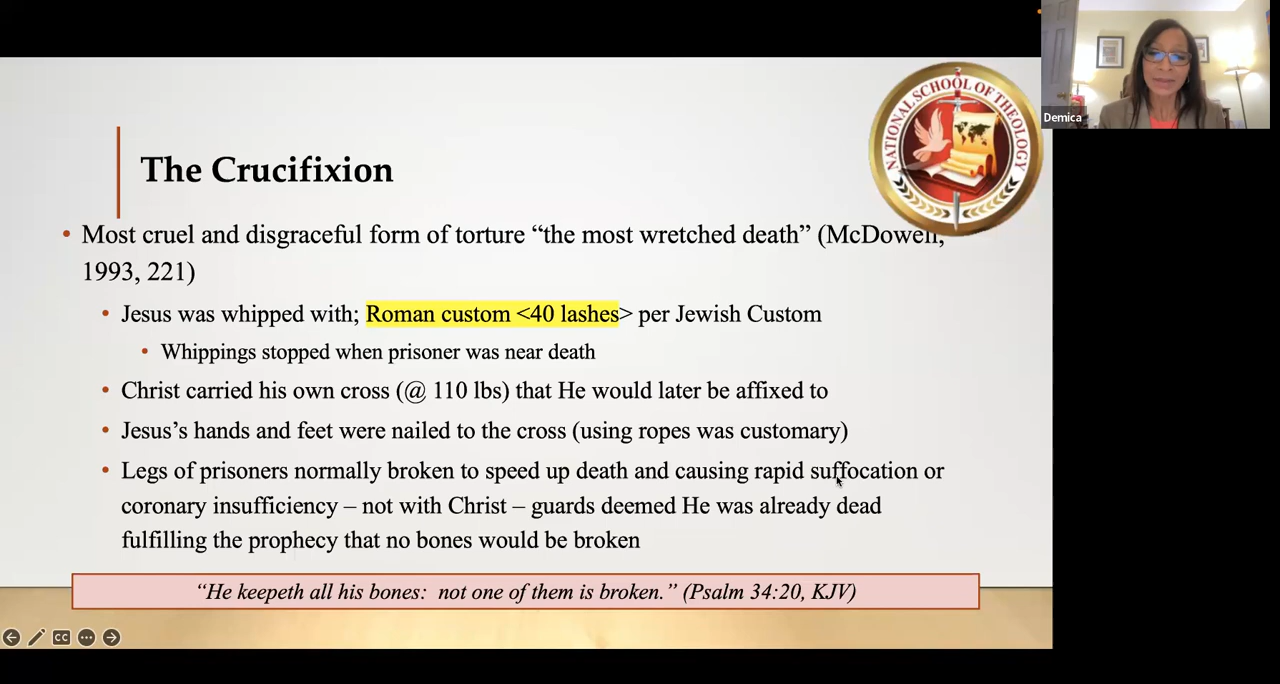 Demica
NATIONAL SCHOOL OF THEOLOGY
The Crucifixion
• Most cruel and disgraceful form of torture “the most wretched death” (McDowell,
1993, 221)
• Jesus was whipped with; Roman custom <40 lashes> per Jewish Custom
• Whippings stopped when prisoner was near death
• Christ carried his own cross (@ 110 lbs) that He would later be affixed to
• Jesus’s hands and feet were nailed to the cross (using ropes was customary)
• Legs of prisoners normally broken to speed up death and causing rapid suffocation or
coronary insufficiency – not with Christ – guards deemed He was already dead
fulfilling the prophecy that no bones would be broken
“He keepeth all his bones: not one of them is broken.” (Psalm 34:20, KJV)
CC